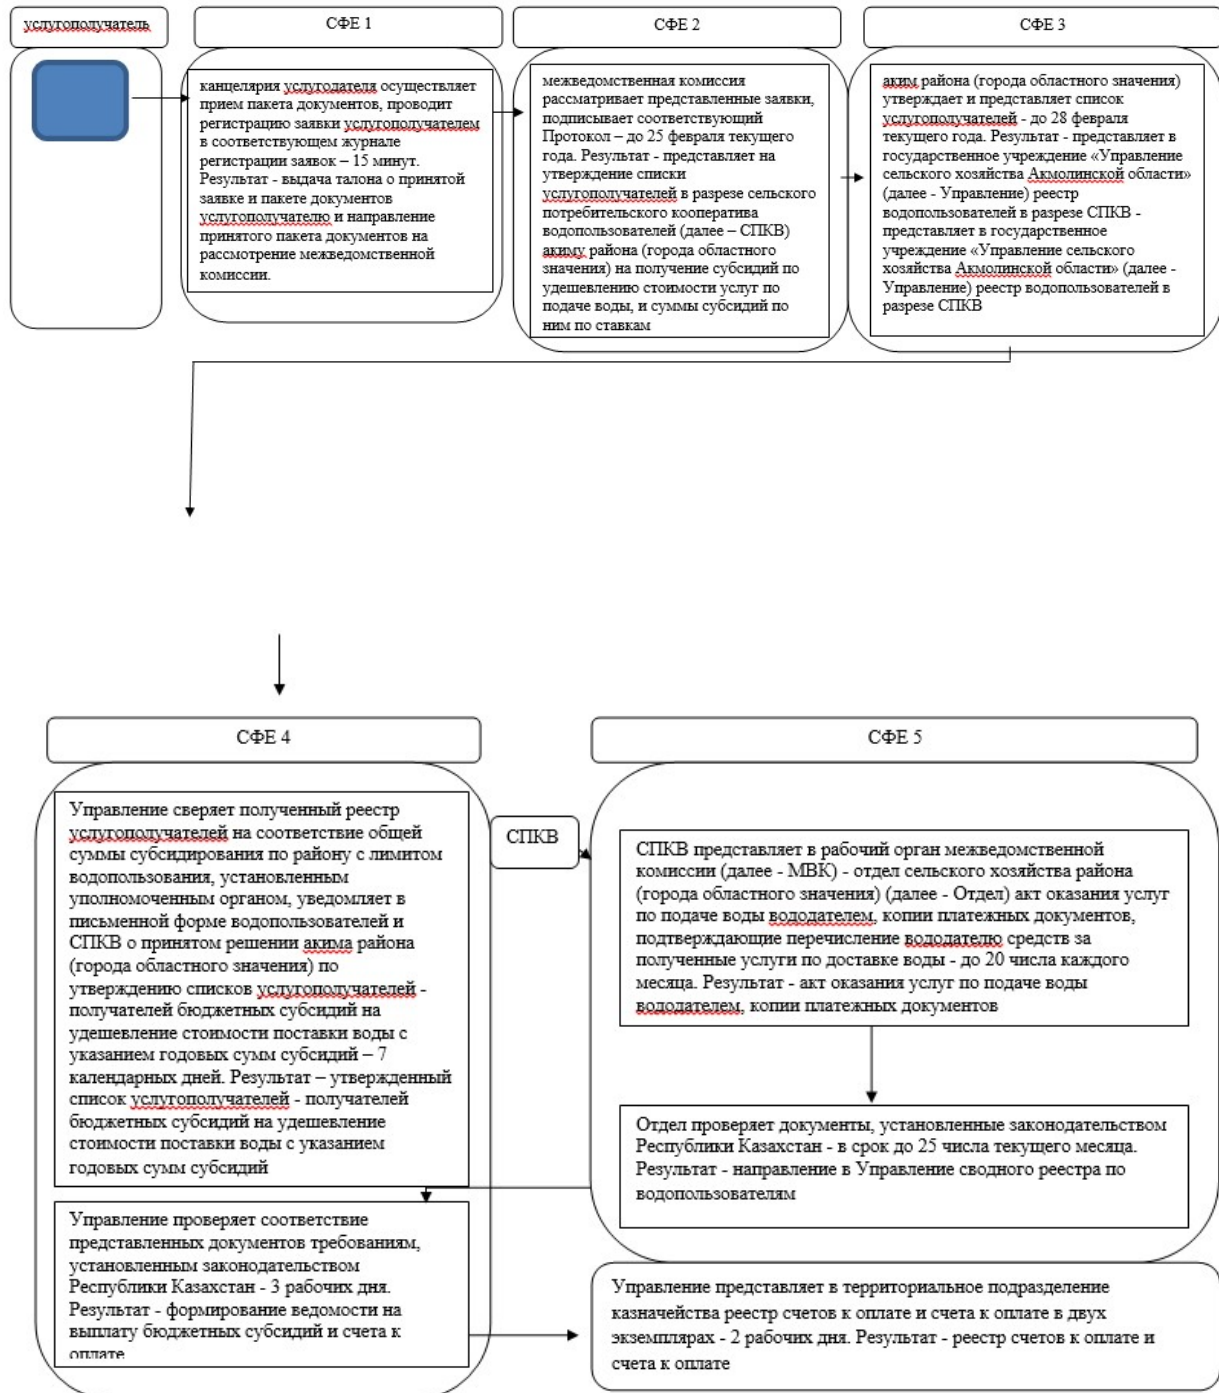 услугополучатель
СФЕ 1
СФЕ 2
СФЕ 3
канцелярия услугодателя осуществляет
прием пакета документов, проводит
регистрацию заявки услугополучателем
в соответствующем журнале
регистрации заявок – 15 минут.
Результат - выдача талона о принятой
заявке и пакете документов
услугополучателю и направление
принятого пакета документов на
рассмотрение межведомственной
комиссии.
межведомственная комиссия
рассматривает представленные заявки,
подписывает соответствующий
Протокол – до 25 февраля текущего
года. Результат - представляет на
утверждение списки
услугополучателей в разрезе сельского
потребительского кооператива
водопользователей (далее – СПКВ)
акиму района (города областного
значения) на получение субсидий по
удешевлению стоимости услуг по
подаче воды, и суммы субсидий по
ним по ставкам
аким района (города областного значения)
утверждает и представляет список
услугополучателей - до 28 февраля
текущего года. Результат - представляет в
государственное учреждение «Управление
сельского хозяйства Акмолинской области»
(далее - Управление) реестр
водопользователей в разрезе СПКВ -
представляет в государственное
учреждение «Управление сельского
хозяйства Акмолинской области» (далее -
Управление) реестр водопользователей в
разрезе СПКВ
СФЕ 4
СФЕ 5
Управление сверяет полученный реестр
услугополучателей на соответствие общей
суммы субсидирования по району с лимитом
водопользования, установленным
уполномоченным органом, уведомляет в
письменной форме водопользователей и
СПКВ о принятом решении акима района
(города областного значения) по
утверждению списков услугополучателей -
получателей бюджетных субсидий на
удешевление стоимости поставки воды с
указанием годовых сумм субсидий – 7
календарных дней. Результат – утвержденный
список услугополучателей - получателей
бюджетных субсидий на удешевление
стоимости поставки воды с указанием
годовых сумм субсидий
СПКВ
СПКВ представляет в рабочий орган межведомственной
комиссии (далее - МВК) - отдел сельского хозяйства района
(города областного значения) (далее - Отдел) акт оказания услуг
по подаче воды вододателем, копии платежных документов,
подтверждающие перечисление вододателю средств за
полученные услуги по доставке воды - до 20 числа каждого
месяца. Результат - акт оказания услуг по подаче воды
вододателем, копии платежных документов
Отдел проверяет документы, установленные законодательством
Республики Казахстан - в срок до 25 числа текущего месяца.
Результат - направление в Управление сводного реестра по
водопользователям
Управление проверяет соответствие
представленных документов требованиям,
установленным законодательством
Республики Казахстан - 3 рабочих дня.
Результат - формирование ведомости на
выплату бюджетных субсидий и счета к
оплате
Управление представляет в территориальное подразделение
казначейства реестр счетов к оплате и счета к оплате в двух
экземплярах - 2 рабочих дня. Результат - реестр счетов к оплате и
счета к оплате